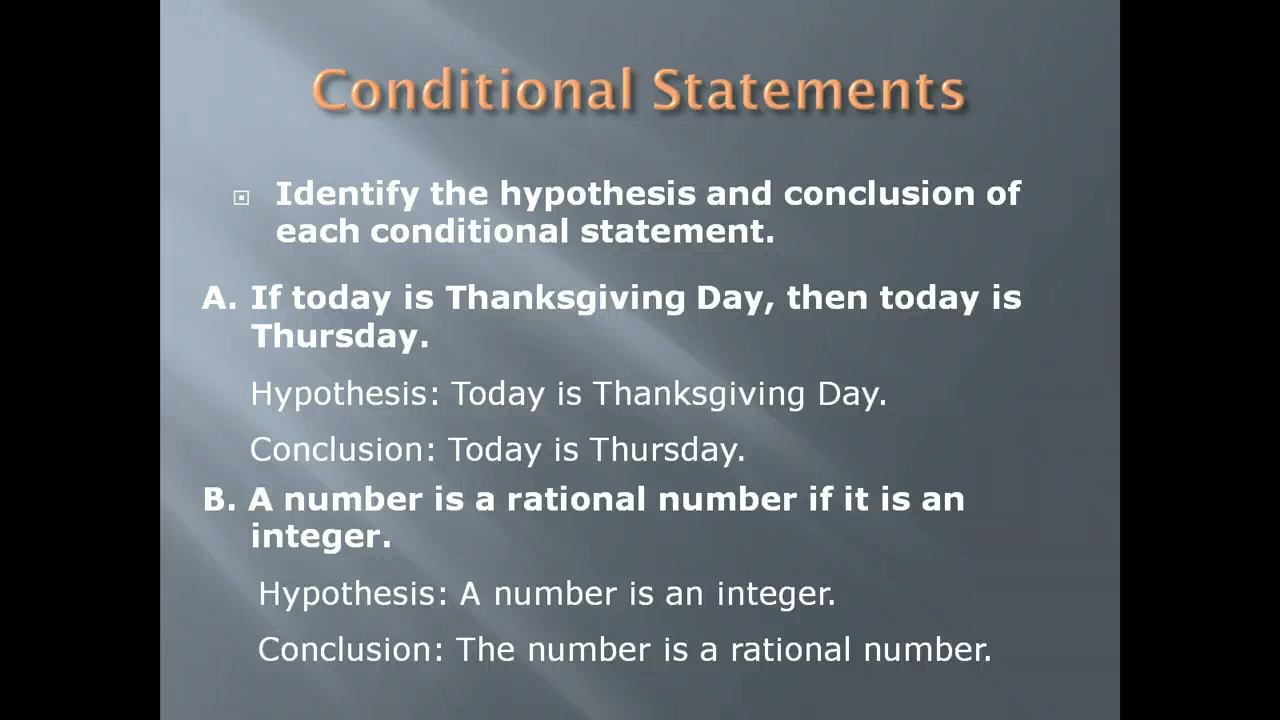 Conditional Statements
Identify the hypothesis and conclusion of
each conditional statement.
A. If today is Thanksgiving Day, then today is
Thursday.
Hypothesis: Today is Thanksgiving Day.
Conclusion: Today is Thursday.
B. A number is a rational number if it is an
integer.
Hypothesis: A number is an integer.
Conclusion: The number is a rational number.